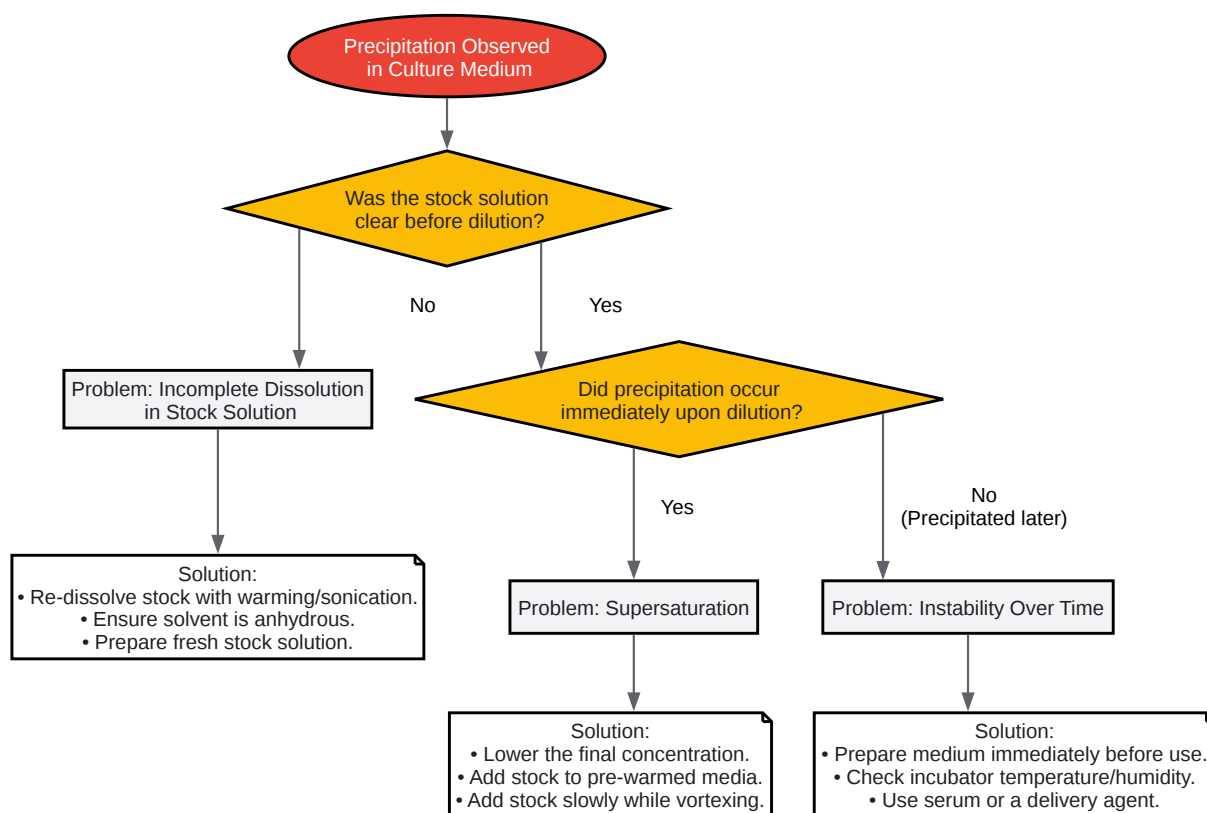 Precipitation Observed
in Culture Medium
Was the stock solution
clear before dilution?
No
Yes
Problem: Incomplete Dissolution
in Stock Solution
Did precipitation occur
immediately upon dilution?
Yes
No
(Precipitated later)
Solution:
• Re-dissolve stock with warming/sonication.
• Ensure solvent is anhydrous.
• Prepare fresh stock solution.
Problem: Supersaturation
Problem: Instability Over Time
Solution:
• Lower the final concentration.
• Add stock to pre-warmed media.
• Add stock slowly while vortexing.
Solution:
• Prepare medium immediately before use.
• Check incubator temperature/humidity.
• Use serum or a delivery agent.